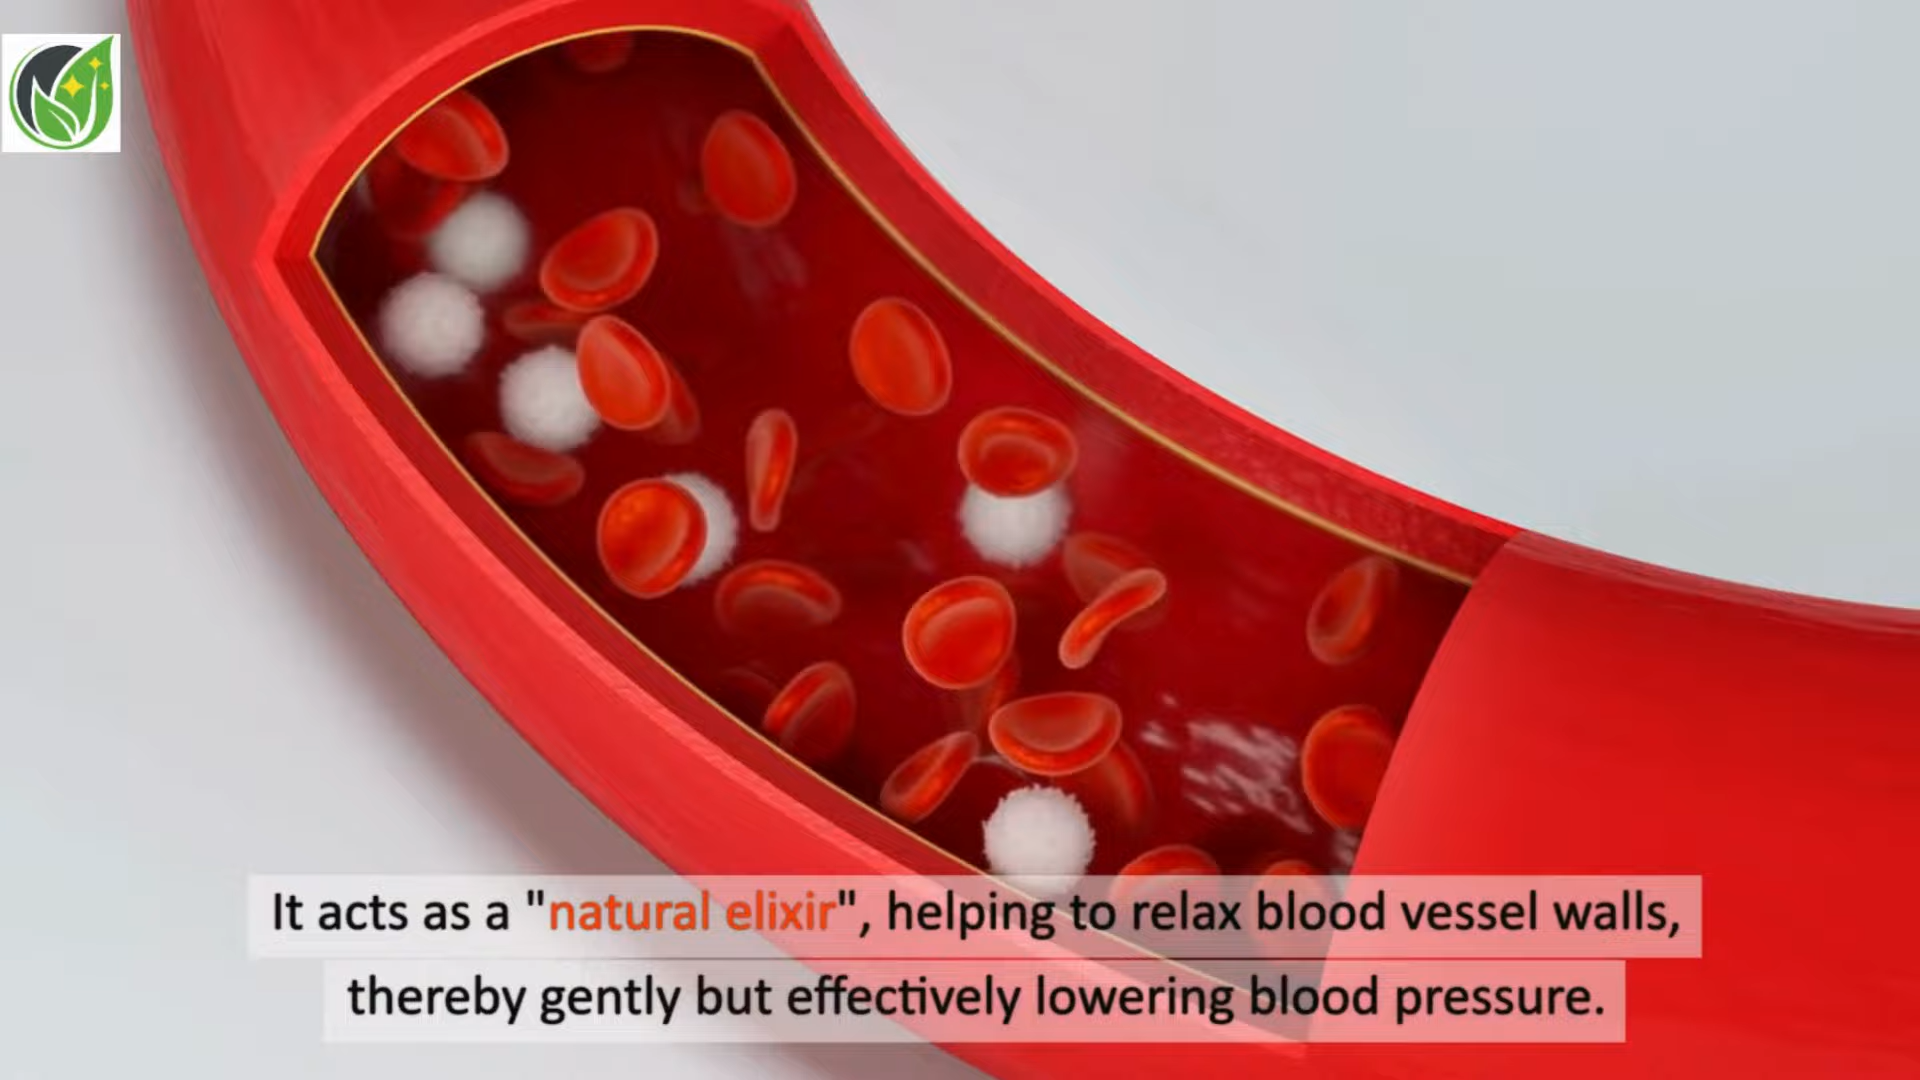 It acts as a "natural elixir", helping to relax blood vessel walls,
thereby gently but effectively lowering blood pressure.